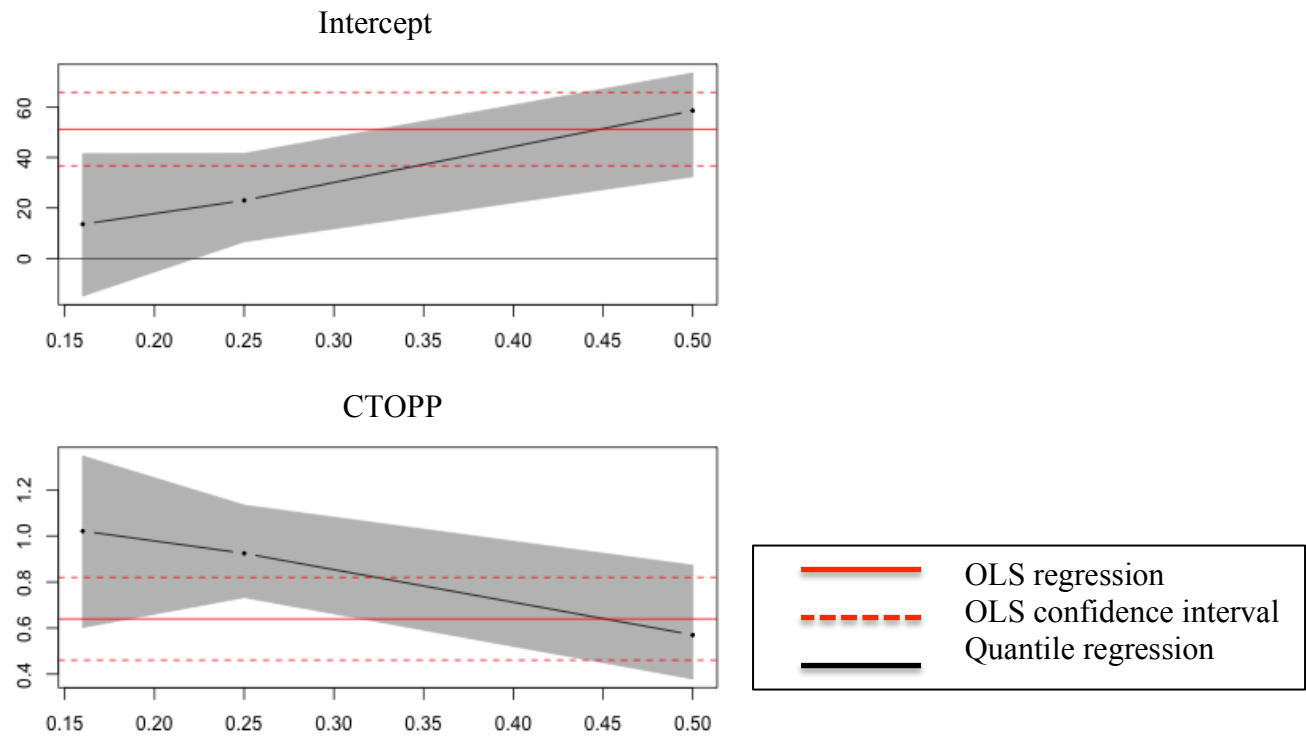 Intercept
60
40
20
0
0.15 0.20 0.25 0.30 0.35 0.40 0.45 0.50
CTOPP
1.2
1.0
0.8
0.6
0.4
0.15 0.20 0.25 0.30 0.35 0.40 0.45 0.50
OLS regression
OLS confidence interval
Quantile regression